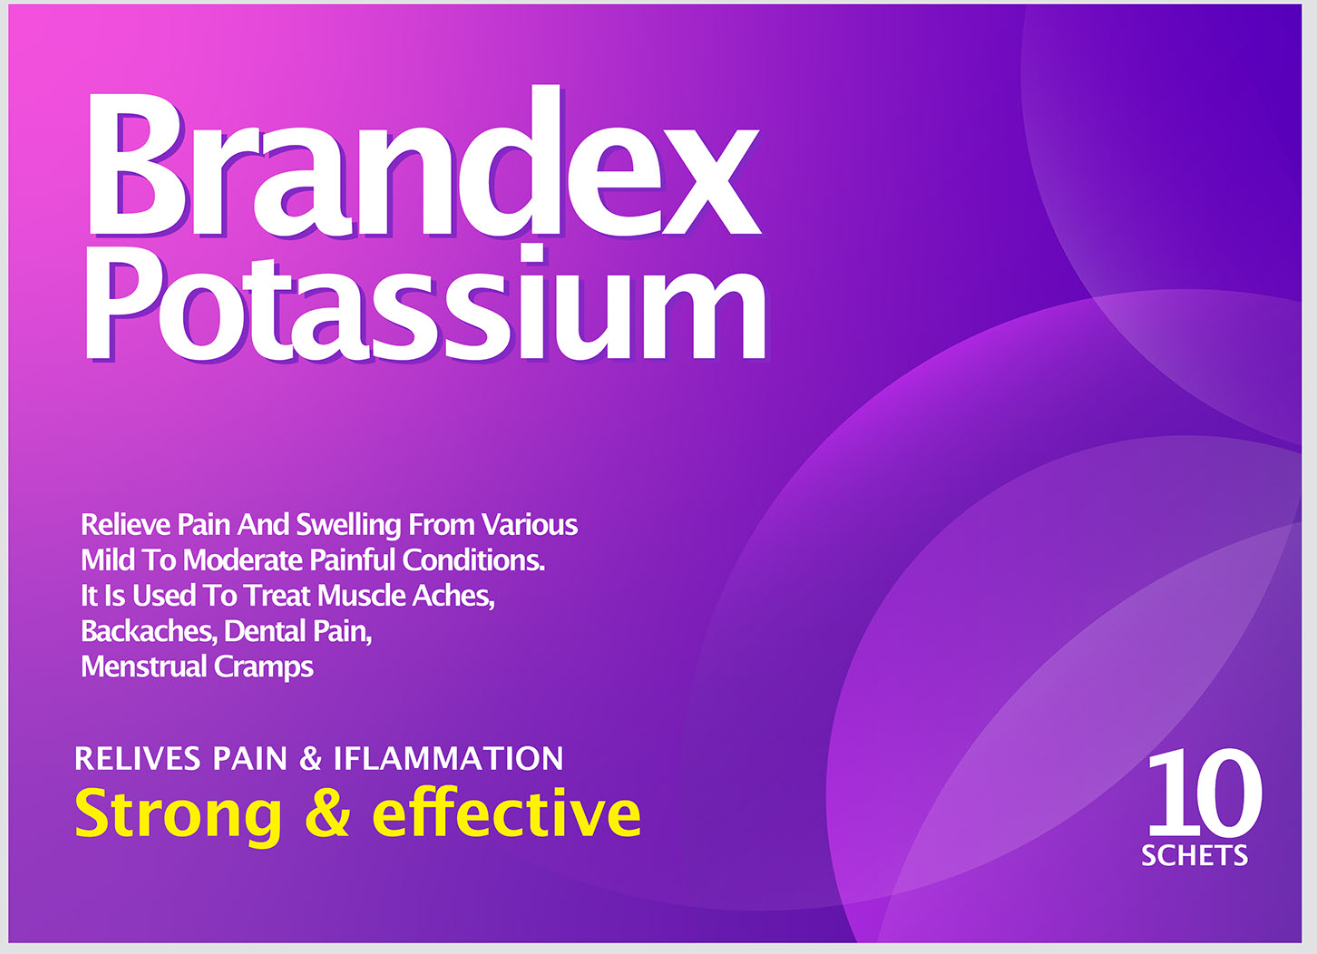 Brandex
Potassium
Relieve Pain And Swelling From Various
Mild To Moderate Painful Conditions.
It Is Used To Treat Muscle Aches,
Backaches, Dental Pain,
Menstrual Cramps
RELIVES PAIN & IFLAMMATION
Strong & effective
10
SCHETS